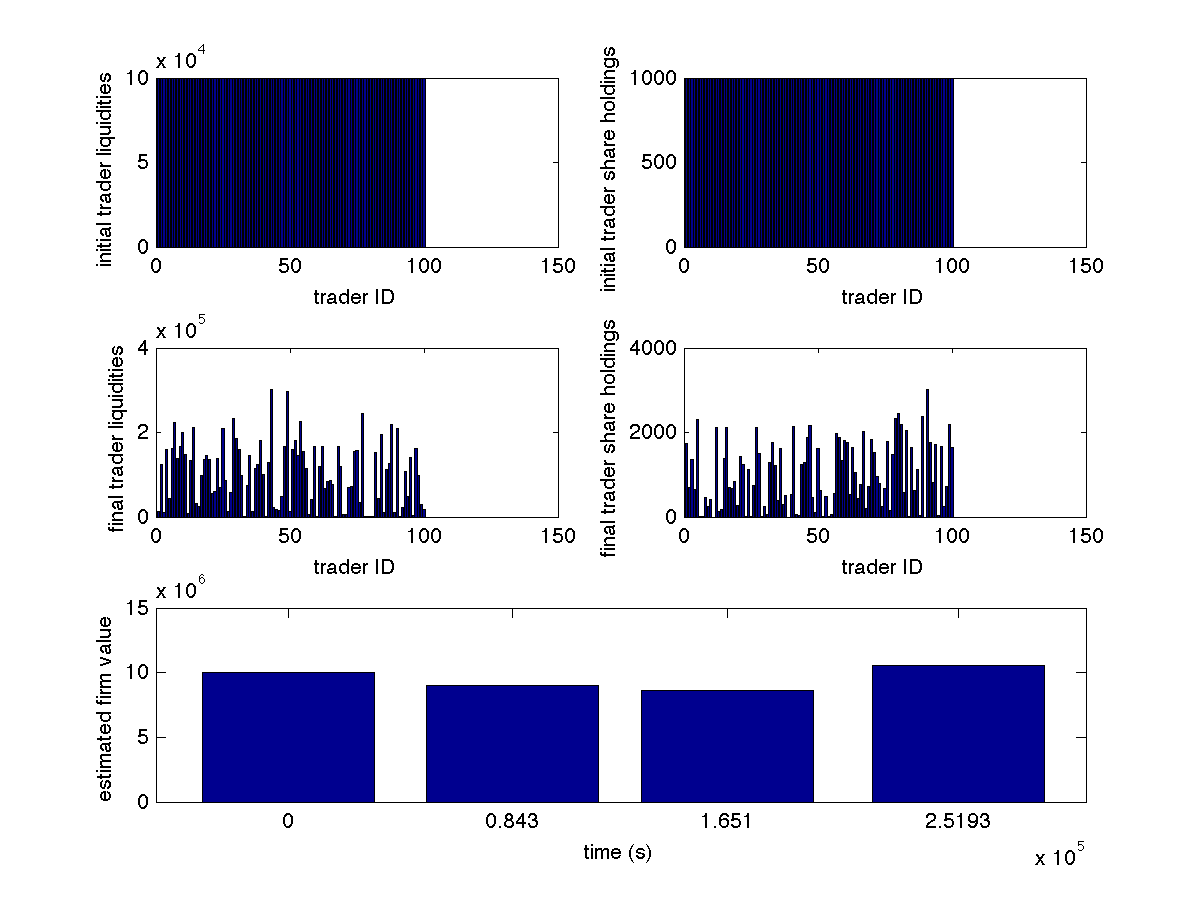 x 10^4
initial trader liquidities
10
5
0
0 50 100 150
trader ID
initial trader share holdings
1000
500
0
0 50 100 150
trader ID
x 10^5
final trader liquidities
4
2
0
0 50 100 150
trader ID
final trader share holdings
4000
2000
0
0 50 100 150
trader ID
x 10^6
estimated firm value
15
10
5
0
0 0.843 1.651 2.5193
time (s)
x 10^5